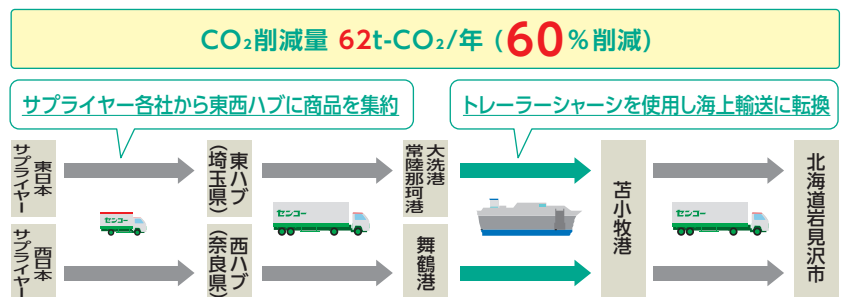 CO₂削減量 62t-CO₂/年（60％削減）
サプライヤー各社から東西ハブに商品を集約
トレーラーシャーシを使用し海上輸送に転換
東日本
サプライヤー
東ハブ
（埼玉県）
大洗港
常陸那珂港
苫小牧港
北海道岩見沢市
センコー
センコー
センコー
西日本
サプライヤー
西ハブ
（奈良県）
舞鶴港